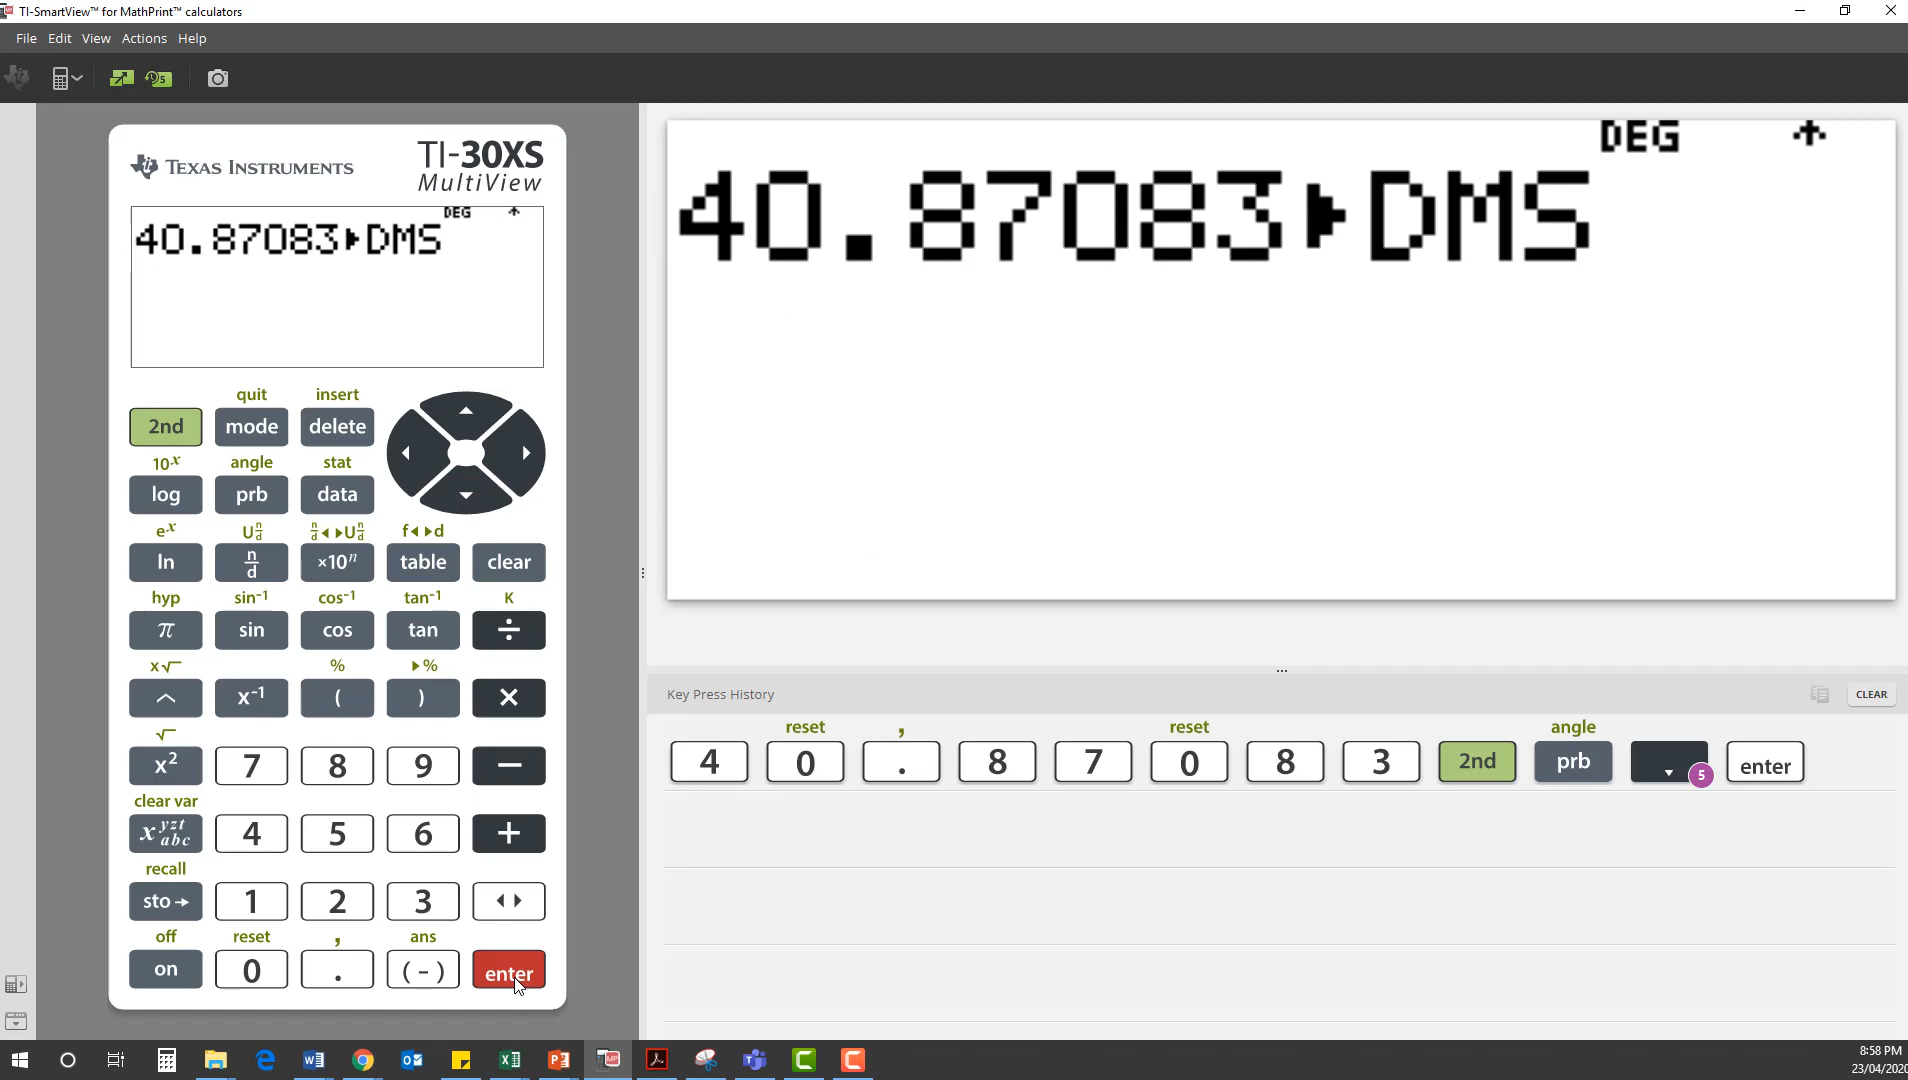 TI-SmartView™ for MathPrint™ calculators
File Edit View Actions Help
5
TEXAS INSTRUMENTS
TI-30XS
MultiView
DEG
40.87083▶DMS
quit insert
2nd mode delete
10ˣ angle stat
log prb data
eˣ U n/d n/d ◀ ▶ U n/d f ◀ ▶ d
ln n/d ×10ⁿ table clear
hyp sin⁻¹ cos⁻¹ tan⁻¹ K
π sin cos tan ÷
x√ % ▶%
^ x⁻¹ ( ) ×
√
x² 7 8 9 −
clear var
x yzt abc 4 5 6 +
recall
sto→ 1 2 3 ◀ ▶
off reset , ans
on 0 . (-) enter
DEG
40.87083▶DMS
Key Press History CLEAR
reset , reset angle
4 0 . 8 7 0 8 3 2nd prb ▼ 5 enter
8:58 PM
23/04/2020